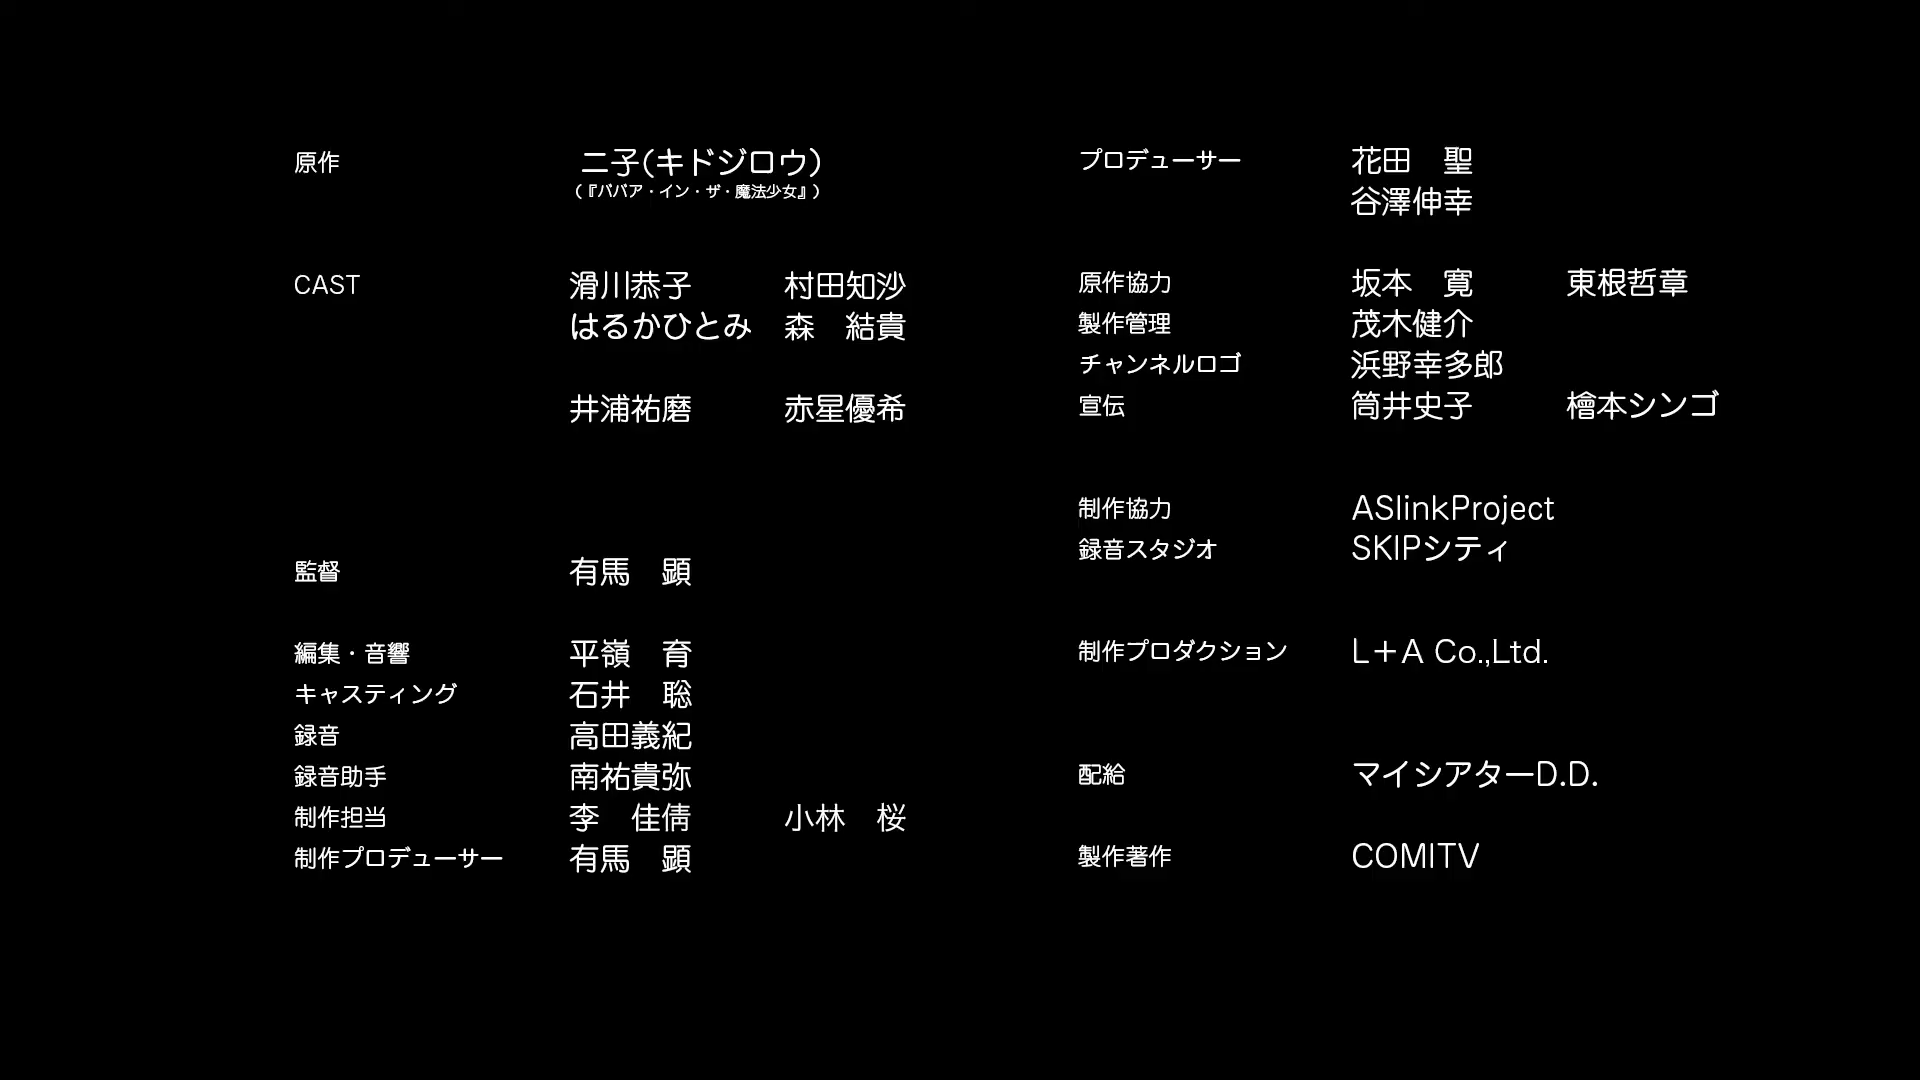 原作　二子(キドジロウ)
(『ババア・イン・ザ・魔法少女』)
CAST　滑川恭子　村田知沙
はるかひとみ　森　結貴
井浦祐磨　赤星優希
監督　有馬　顕
編集・音響　平嶺　育
キャスティング　石井　聡
録音　高田義紀
録音助手　南祐貴弥
制作担当　李　佳倩　小林　桜
制作プロデューサー　有馬　顕
プロデューサー　花田　聖
谷澤伸幸
原作協力　坂本　寛　東根哲章
製作管理　茂木健介
チャンネルロゴ　浜野幸多郎
宣伝　筒井史子　檜本シンゴ
制作協力　ASlinkProject
録音スタジオ　SKIPシティ
制作プロダクション　L＋A Co.,Ltd.
配給　マイシアターD.D.
製作著作　COMITV